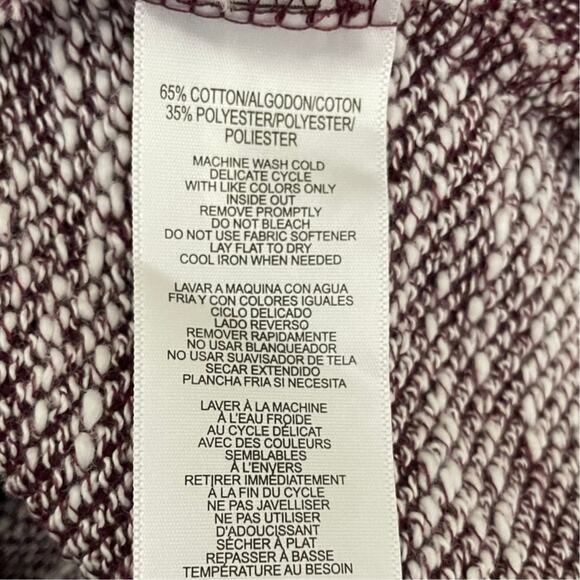 65% COTTON/ALGODON/COTON
35% POLYESTER/POLYESTER/
POLIESTER
MACHINE WASH COLD
DELICATE CYCLE
WITH LIKE COLORS ONLY
INSIDE OUT
REMOVE PROMPTLY
DO NOT BLEACH
DO NOT USE FABRIC SOFTENER
LAY FLAT TO DRY
COOL IRON WHEN NEEDED
LAVAR A MAQUINA CON AGUA
FRIA Y CON COLORES IGUALES
CICLO DELICADO
LADO REVERSO
REMOVER RAPIDAMENTE
NO USAR BLANQUEADOR
NO USAR SUAVISADOR DE TELA
SECAR EXTENDIDO
PLANCHA FRIA SI NECESITA
LAVER À LA MACHINE
À L'EAU FROIDE
AU CYCLE DÉLICAT
AVEC DES COULEURS
SEMBLABLES
À L'ENVERS
RETIRER IMMÉDIATEMENT
À LA FIN DU CYCLE
NE PAS JAVELLISER
NE PAS UTILISER
D'ADOUCISSANT
SÉCHER À PLAT
REPASSER À BASSE
TEMPÉRATURE AU BESOIN